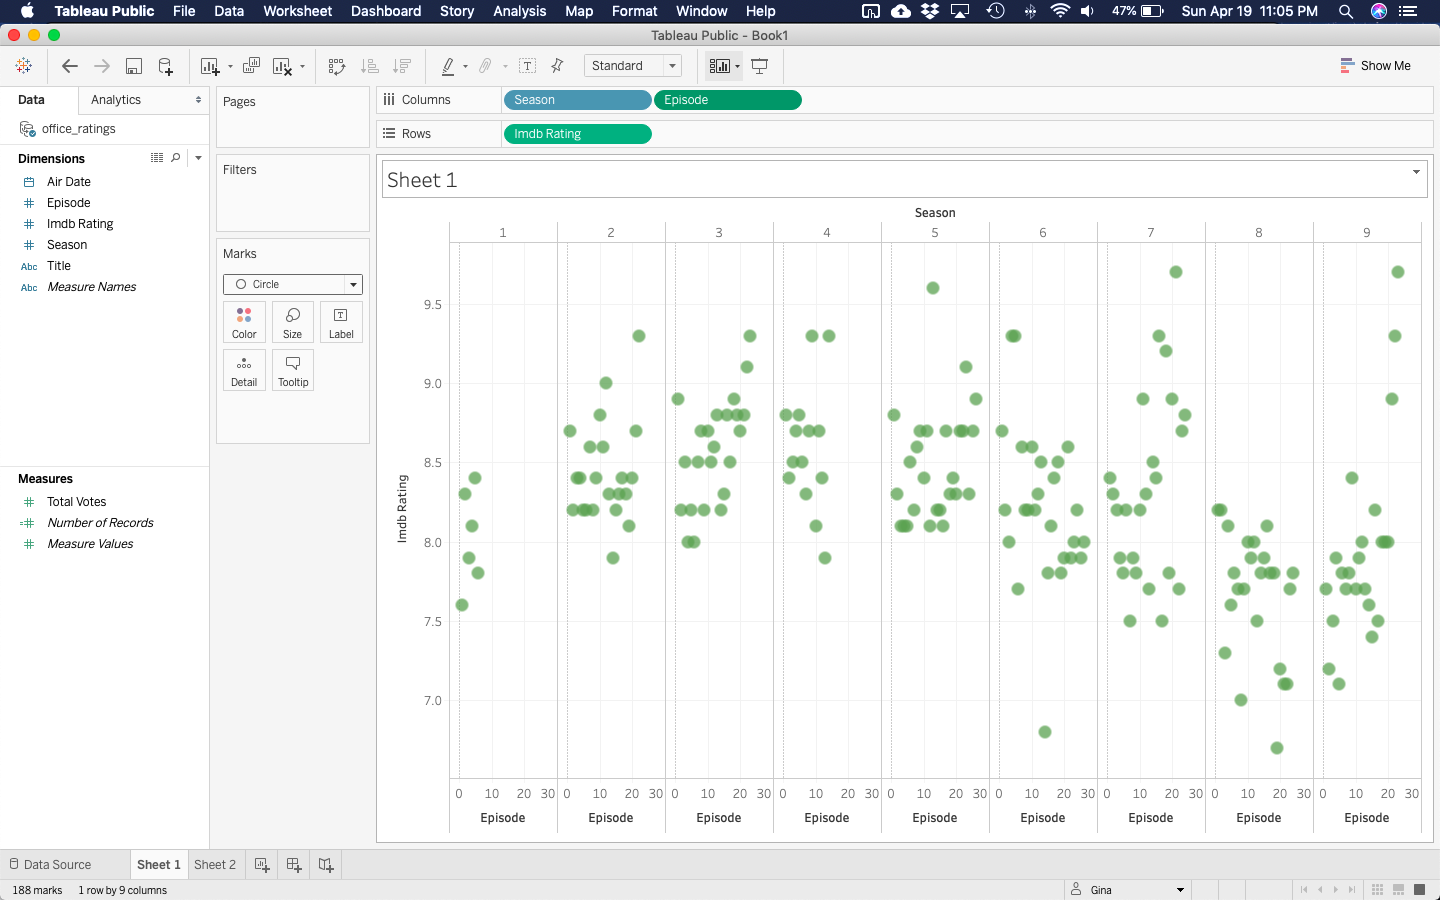 Tableau Public File Data Worksheet Dashboard Story Analysis Map Format Window Help 47% Sun Apr 19 11:05 PM
Tableau Public - Book1
Standard Show Me
Data Analytics
office_ratings
Dimensions
Air Date
Episode
Imdb Rating
Season
Abc Title
Abc Measure Names
Measures
Total Votes
Number of Records
Measure Values
Pages
Filters
Marks
Circle
Color Size Label
Detail Tooltip
Columns Season Episode
Rows Imdb Rating
Sheet 1
Season
1 2 3 4 5 6 7 8 9
Imdb Rating
9.5
9.0
8.5
8.0
7.5
7.0
0 10 20 30 0 10 20 30 0 10 20 30 0 10 20 30 0 10 20 30 0 10 20 30 0 10 20 30 0 10 20 30 0 10 20 30
Episode Episode Episode Episode Episode Episode Episode Episode Episode
Data Source Sheet 1 Sheet 2
188 marks 1 row by 9 columns Gina